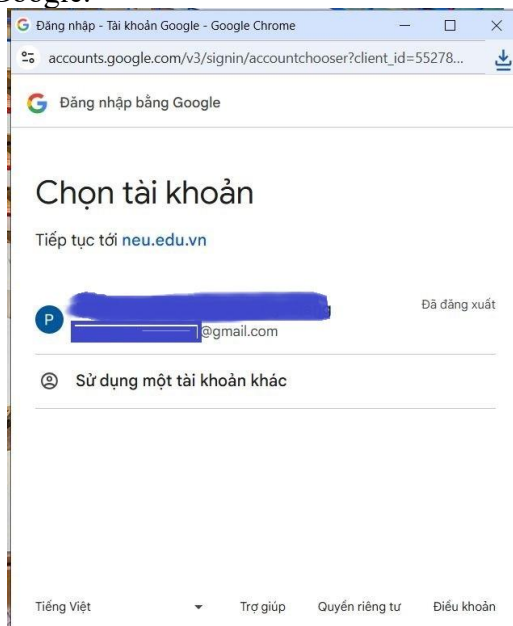 Google.
Đăng nhập - Tài khoản Google - Google Chrome
accounts.google.com/v3/signin/accountchooser?client_id=55278...
Đăng nhập bằng Google
Chọn tài khoản
Tiếp tục tới neu.edu.vn
P
Đã đăng xuất
@gmail.com
Sử dụng một tài khoản khác
Tiếng Việt Trợ giúp Quyền riêng tư Điều khoản